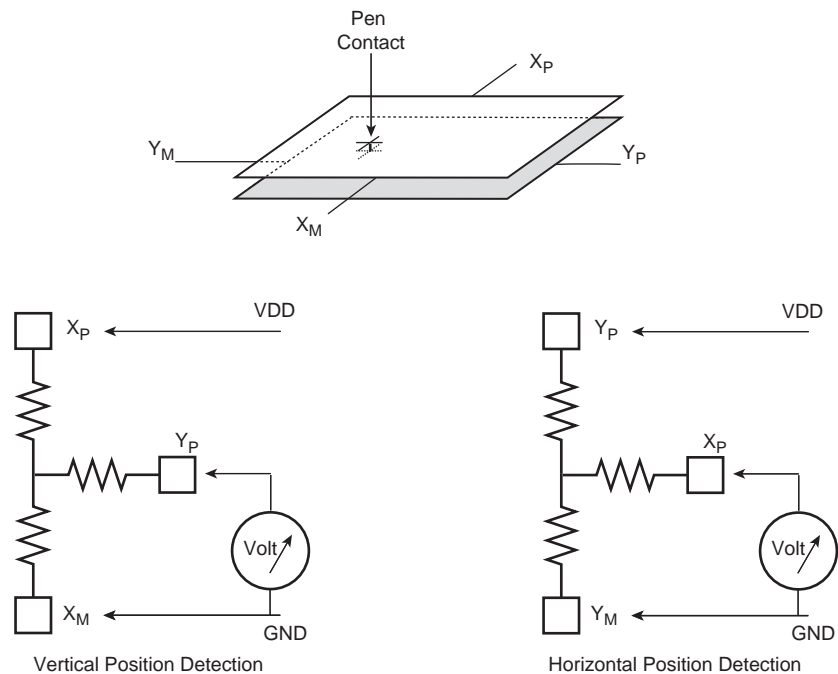 Pen
Contact
X_P
Y_M
Y_P
X_M
X_P
VDD
Y_P
Volt
X_M
GND
Vertical Position Detection
Y_P
VDD
X_P
Volt
Y_M
GND
Horizontal Position Detection